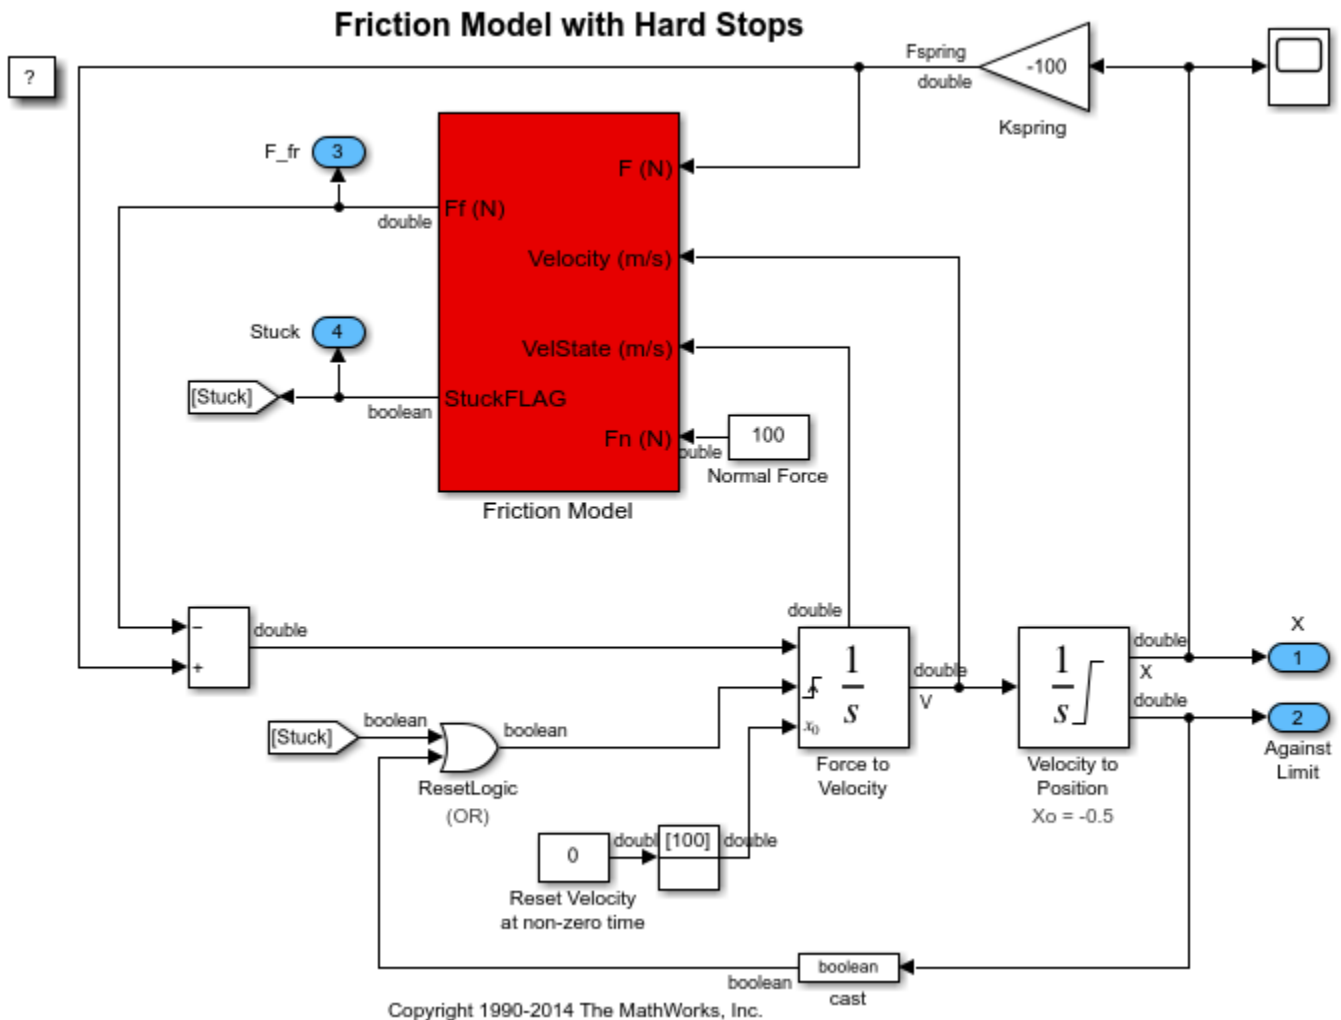 Friction Model with Hard Stops
?
Fspring
double
-100
Kspring
F_fr
3
F (N)
double
Ff (N)
Velocity (m/s)
Stuck
4
VelState (m/s)
[Stuck]
boolean
StuckFLAG
Fn (N)
ouble
100
Normal Force
Friction Model
−
+
double
double
1
s
x0
Force to
Velocity
double
V
1
s
Velocity to
Position
Xo = -0.5
double
X
double
X
1
2
Against
Limit
[Stuck]
boolean
boolean
ResetLogic
(OR)
0
doubl
[100]
double
Reset Velocity
at non-zero time
boolean
boolean
cast
Copyright 1990-2014 The MathWorks, Inc.